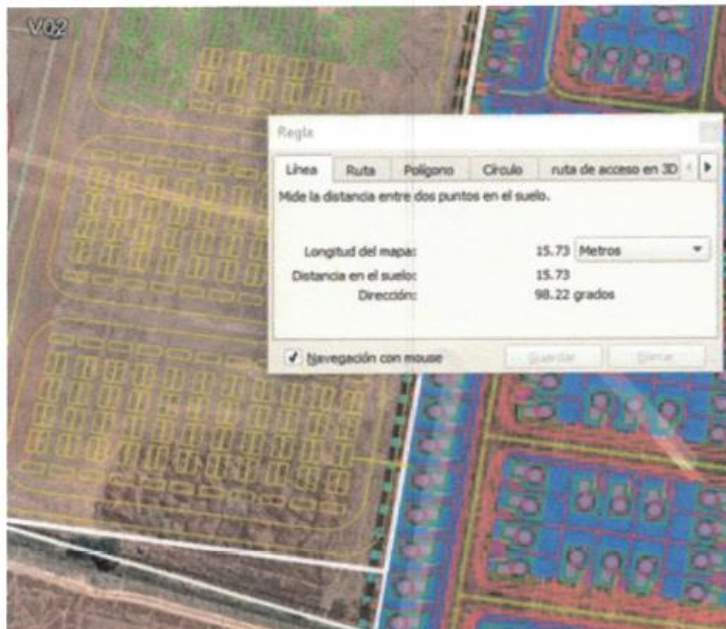 V02
Regla
Línea Ruta Polígono Círculo ruta de acceso en 3D
Mide la distancia entre dos puntos en el suelo.
Longitud del mapa: 15.73 Metros
Distancia en el suelo: 15.73
Dirección: 98.22 grados
Navegación con mouse Guardar Borrar